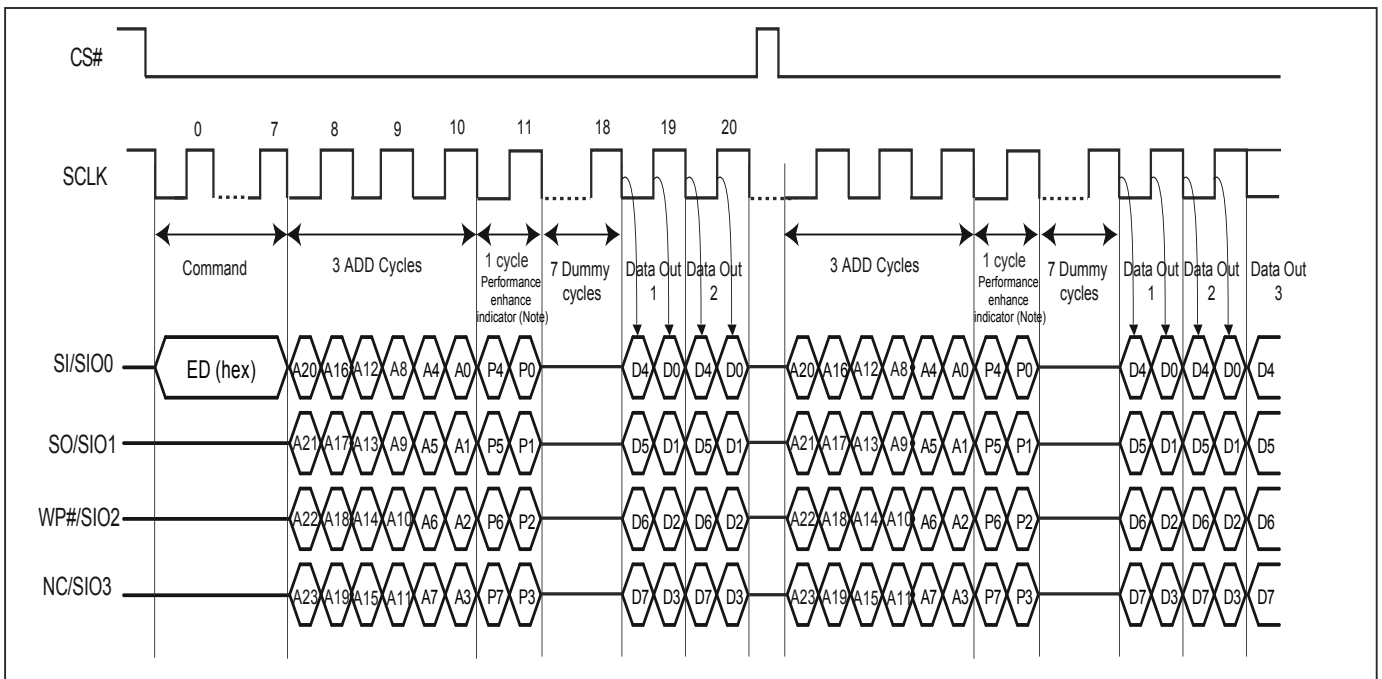 CS#
0 7 8 9 10 11 18 19 20
SCLK
Command
3 ADD Cycles
1 cycle
Performance
enhance
indicator (Note)
7 Dummy
cycles
Data Out
1
Data Out
2
3 ADD Cycles
1 cycle
Performance
enhance
indicator (Note)
7 Dummy
cycles
Data Out
1
Data Out
2
Data Out
3
SI/SIO0 ED (hex) A20 A16 A12 A8 A4 A0 P4 P0 D4 D0 D4 D0 A20 A16 A12 A8 A4 A0 P4 P0 D4 D0 D4 D0 D4
SO/SIO1 A21 A17 A13 A9 A5 A1 P5 P1 D5 D1 D5 D1 A21 A17 A13 A9 A5 A1 P5 P1 D5 D1 D5 D1 D5
WP#/SIO2 A22 A18 A14 A10 A6 A2 P6 P2 D6 D2 D6 D2 A22 A18 A14 A10 A6 A2 P6 P2 D6 D2 D6 D2 D6
NC/SIO3 A23 A19 A15 A11 A7 A3 P7 P3 D7 D3 D7 D3 A23 A19 A15 A11 A7 A3 P7 P3 D7 D3 D7 D3 D7